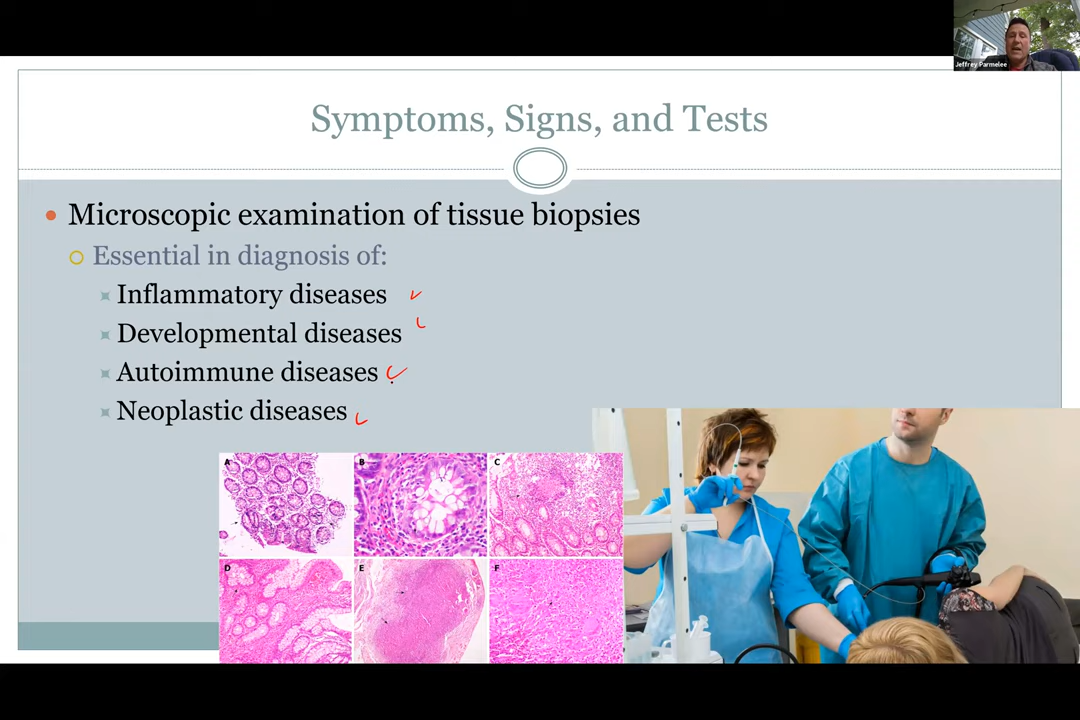 Jeffrey Parmelee
Symptoms, Signs, and Tests
Microscopic examination of tissue biopsies
Essential in diagnosis of:
Inflammatory diseases
Developmental diseases
Autoimmune diseases
Neoplastic diseases
A B C
D E F